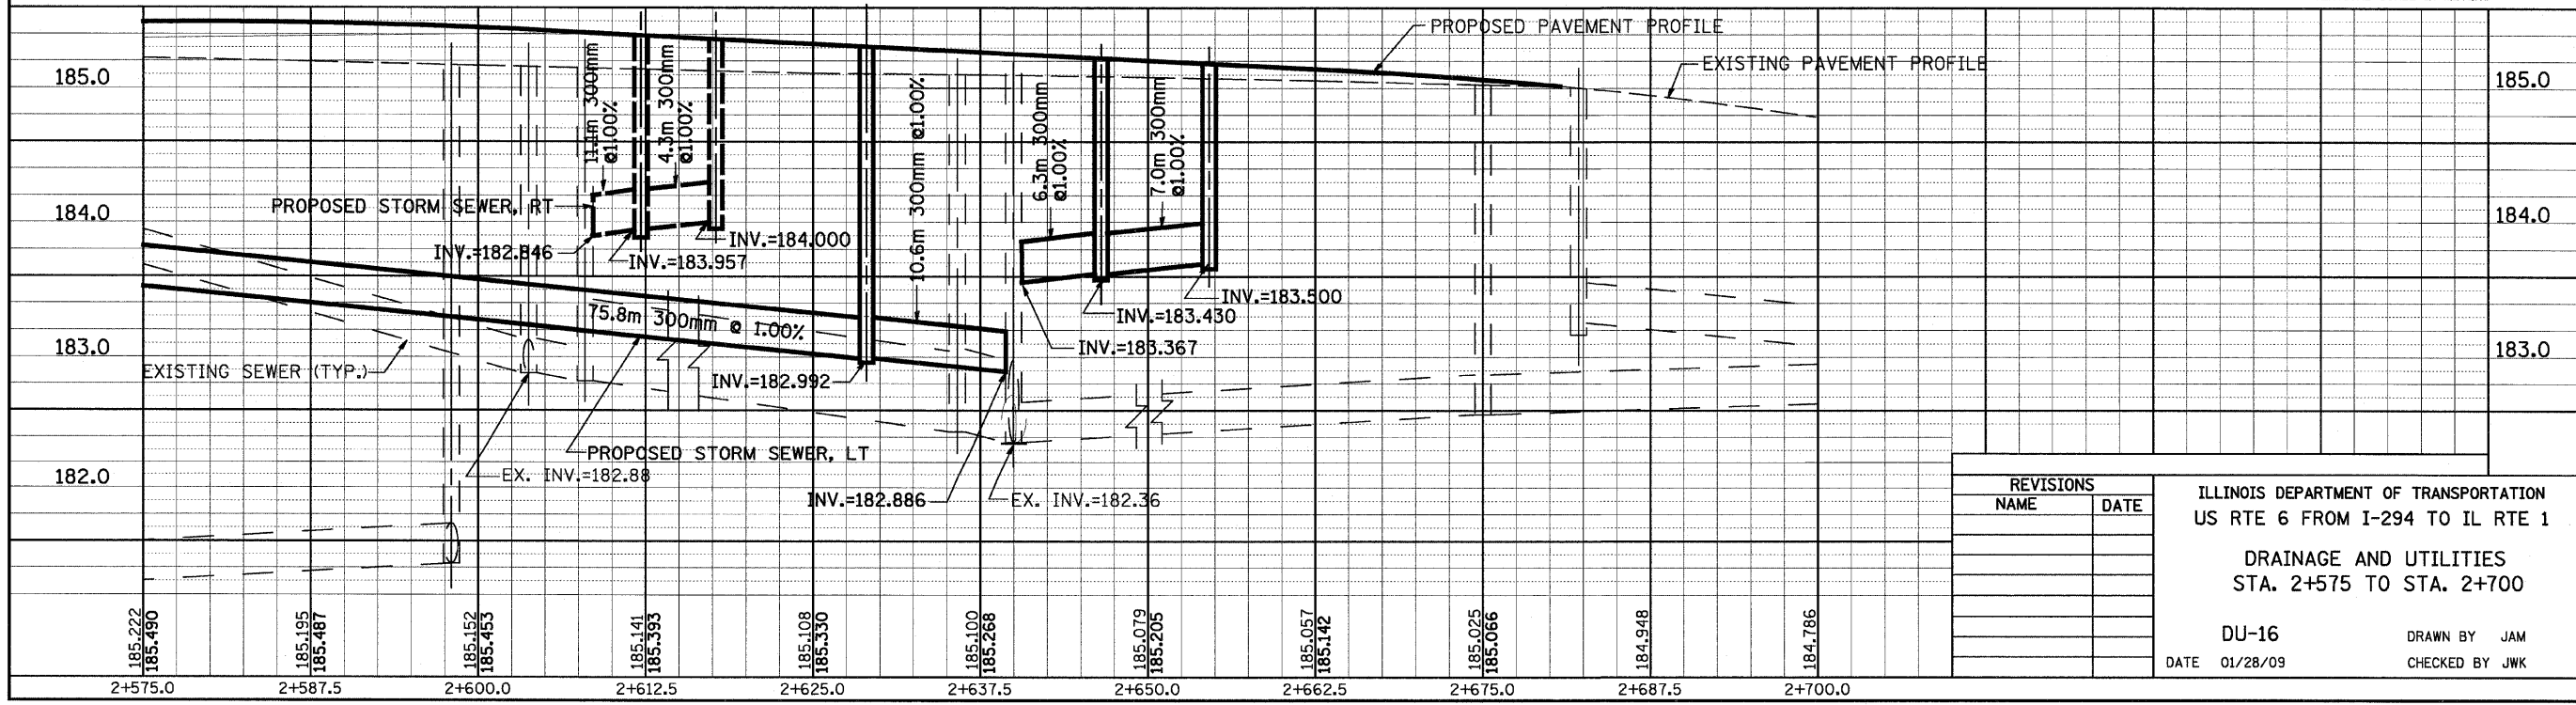 PROPOSED PAVEMENT PROFILE
EXISTING PAVEMENT PROFILE
185.0
185.0
11.1m 300mm
@1.00%
4.3m 300mm
@1.00%
10.6m 300mm @1.00%
6.3m 300mm
@1.00%
7.0m 300mm
@1.00%
184.0
184.0
PROPOSED STORM SEWER, RT
INV.=182.846
INV.=183.957
INV.=184.000
INV.=183.500
INV.=183.430
INV.=183.367
75.8m 300mm @ 1.00%
183.0
183.0
EXISTING SEWER (TYP.)
INV.=182.992
PROPOSED STORM SEWER, LT
EX. INV.=182.88
INV.=182.886
EX. INV.=182.36
182.0
185.222
185.490
185.195
185.487
185.152
185.453
185.141
185.393
185.108
185.330
185.100
185.268
185.079
185.205
185.057
185.142
185.025
185.066
184.948
184.786
2+575.0
2+587.5
2+600.0
2+612.5
2+625.0
2+637.5
2+650.0
2+662.5
2+675.0
2+687.5
2+700.0
REVISIONS
NAME
DATE
ILLINOIS DEPARTMENT OF TRANSPORTATION
US RTE 6 FROM I-294 TO IL RTE 1
DRAINAGE AND UTILITIES
STA. 2+575 TO STA. 2+700
DU-16
DRAWN BY JAM
DATE 01/28/09
CHECKED BY JWK